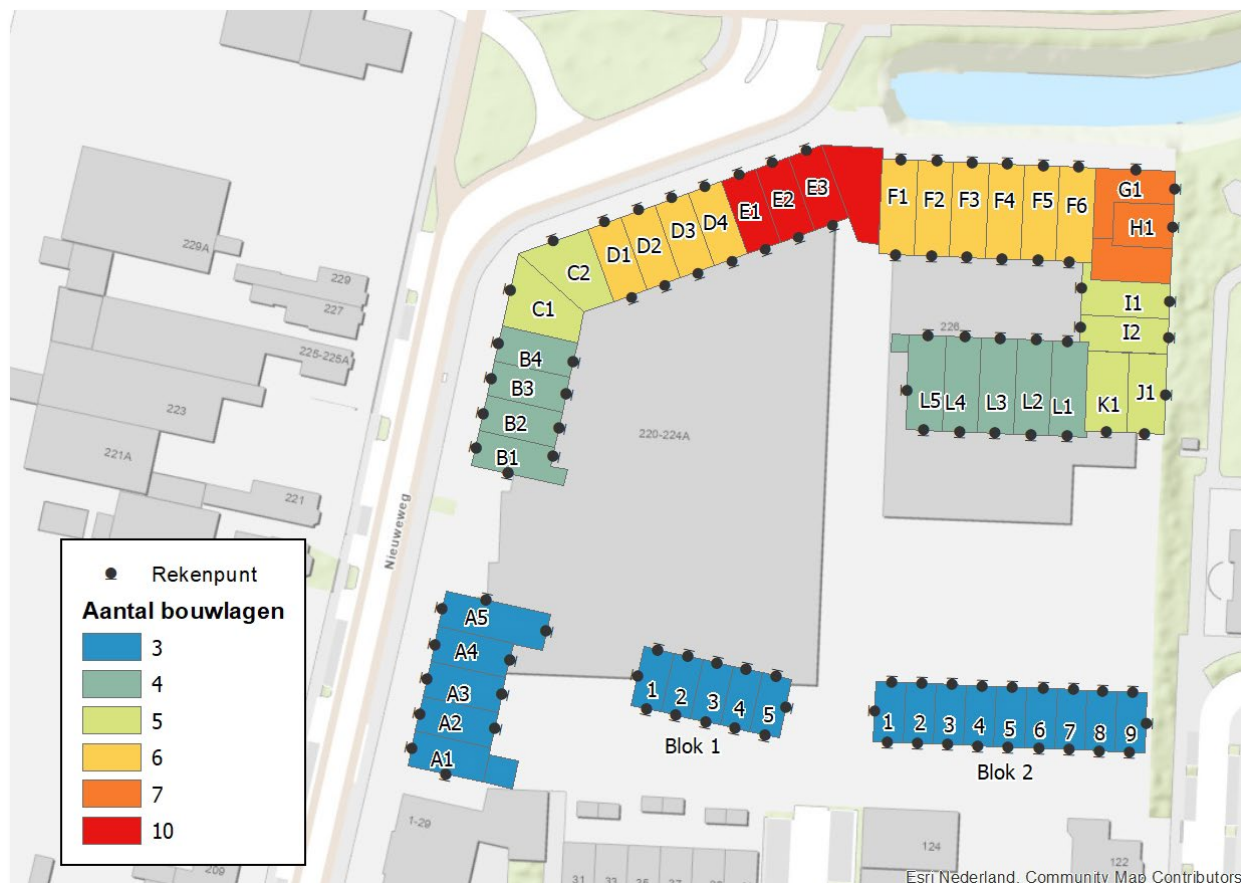 229A
229
227
225-225A
223
221A
221
Nieuweweg
220-224A
226
C2
C1
D1
D2
D3
D4
E1
E2
E3
F1
F2
F3
F4
F5
F6
G1
H1
I1
I2
J1
K1
L5
L4
L3
L2
L1
B4
B3
B2
B1
A5
A4
A3
A2
A1
1
2
3
4
5
Blok 1
1
2
3
4
5
6
7
8
9
Blok 2
Rekenpunt
Aantal bouwlagen
3
4
5
6
7
10
209
1-29
31
33
35
37
124
122
Esri Nederland, Community Map Contributors